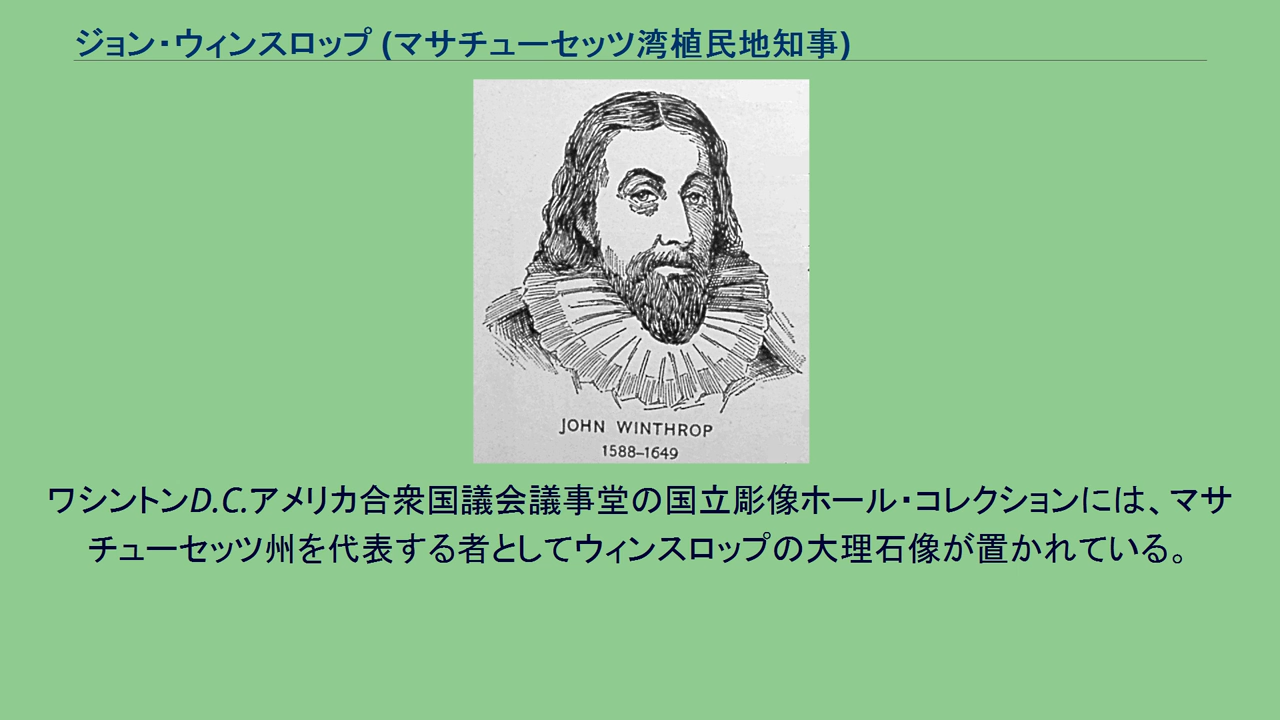 ジョン・ウィンスロップ (マサチューセッツ湾植民地知事)
JOHN WINTHROP
1588–1649
ワシントンD.C.アメリカ合衆国議会議事堂の国立彫像ホール・コレクションには、マサ
チューセッツ州を代表する者としてウィンスロップの大理石像が置かれている。